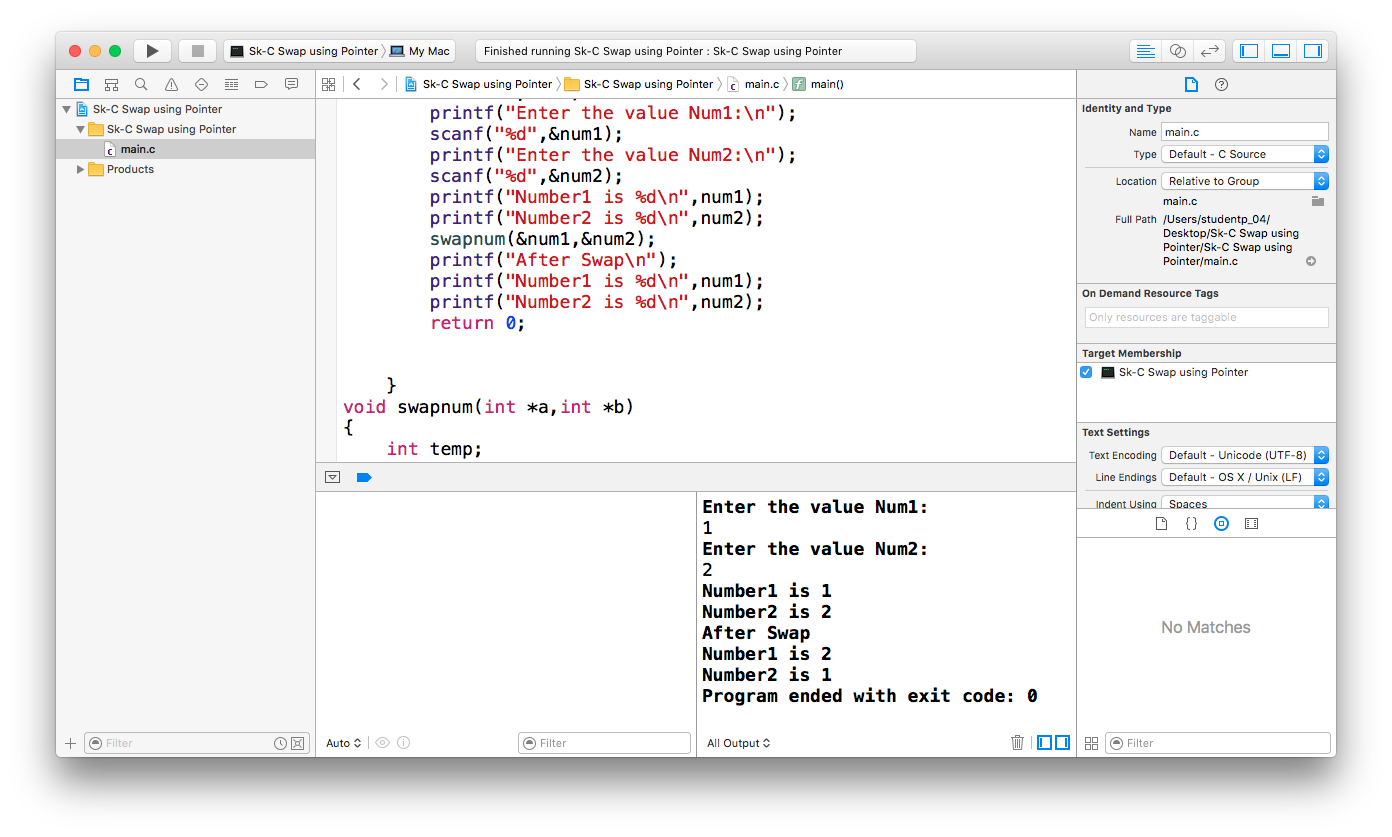 Sk-C Swap using Pointer My Mac
Finished running Sk-C Swap using Pointer : Sk-C Swap using Pointer
Sk-C Swap using Pointer
Sk-C Swap using Pointer
main.c
Products
Filter
Sk-C Swap using Pointer Sk-C Swap using Pointer main.c main()
printf("Enter the value Num1:\n");
scanf("%d",&num1);
printf("Enter the value Num2:\n");
scanf("%d",&num2);
printf("Number1 is %d\n",num1);
printf("Number2 is %d\n",num2);
swapnum(&num1,&num2);
printf("After Swap\n");
printf("Number1 is %d\n",num1);
printf("Number2 is %d\n",num2);
return 0;
}
void swapnum(int *a,int *b)
{
int temp;
Auto
Filter
Enter the value Num1:
1
Enter the value Num2:
2
Number1 is 1
Number2 is 2
After Swap
Number1 is 2
Number2 is 1
Program ended with exit code: 0
All Output
Identity and Type
Name main.c
Type Default - C Source
Location Relative to Group
main.c
Full Path /Users/studentp_04/
Desktop/Sk-C Swap using
Pointer/Sk-C Swap using
Pointer/main.c
On Demand Resource Tags
Only resources are taggable
Target Membership
Sk-C Swap using Pointer
Text Settings
Text Encoding Default - Unicode (UTF-8)
Line Endings Default - OS X / Unix (LF)
Indent Using Spaces
No Matches
Filter